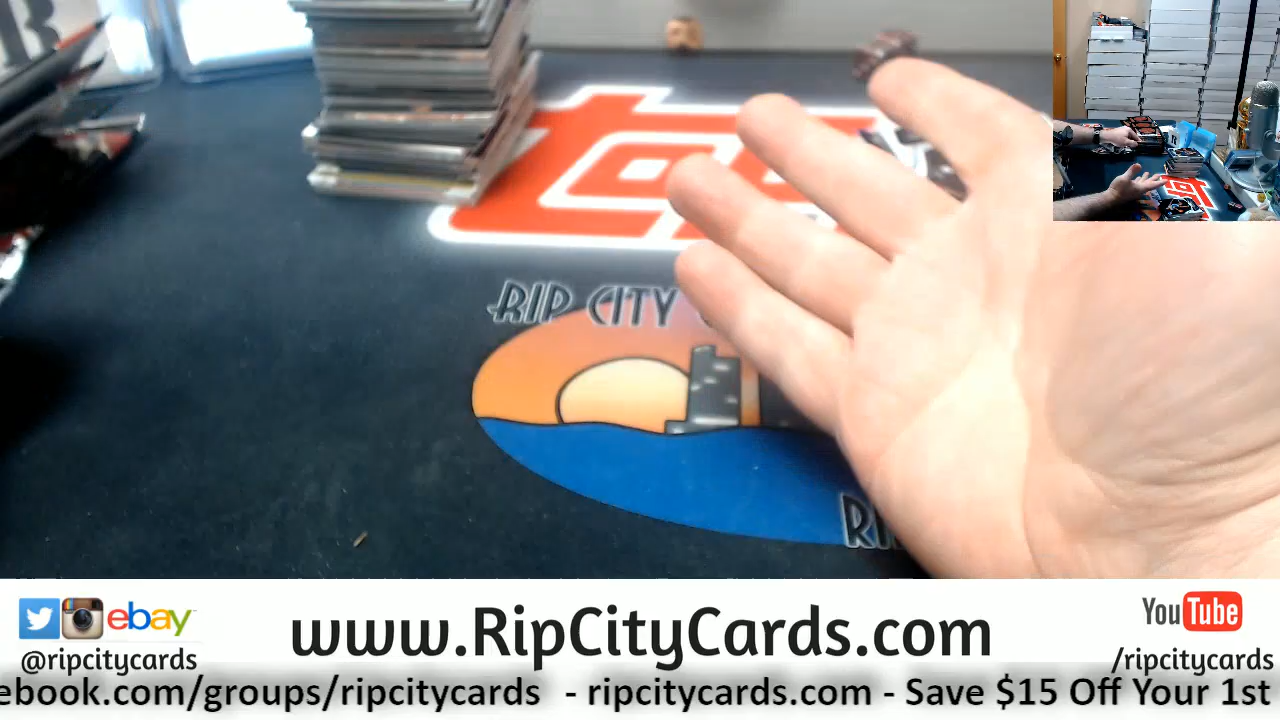 RIP CITY
www.RipCityCards.com
ebay
@ripcitycards
YouTube
/ripcitycards
ebook.com/groups/ripcitycards - ripcitycards.com - Save $15 Off Your 1st